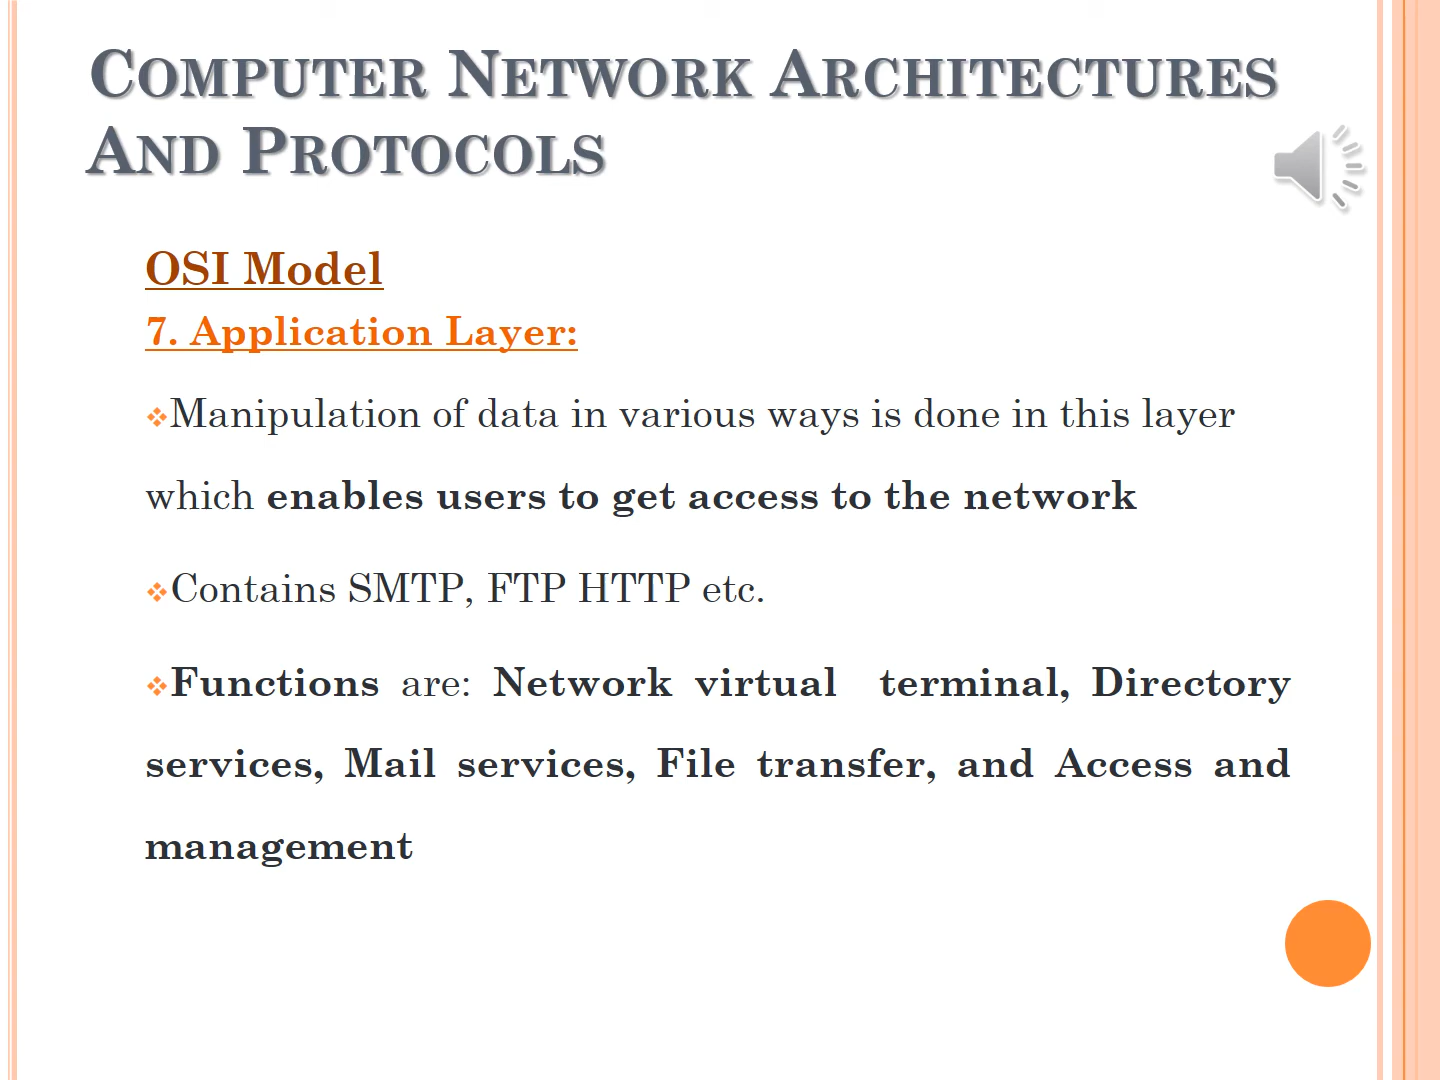 COMPUTER NETWORK ARCHITECTURES
AND PROTOCOLS
OSI Model
7. Application Layer:
❖Manipulation of data in various ways is done in this layer
which enables users to get access to the network
❖Contains SMTP, FTP HTTP etc.
❖Functions are: Network virtual terminal, Directory
services, Mail services, File transfer, and Access and
management